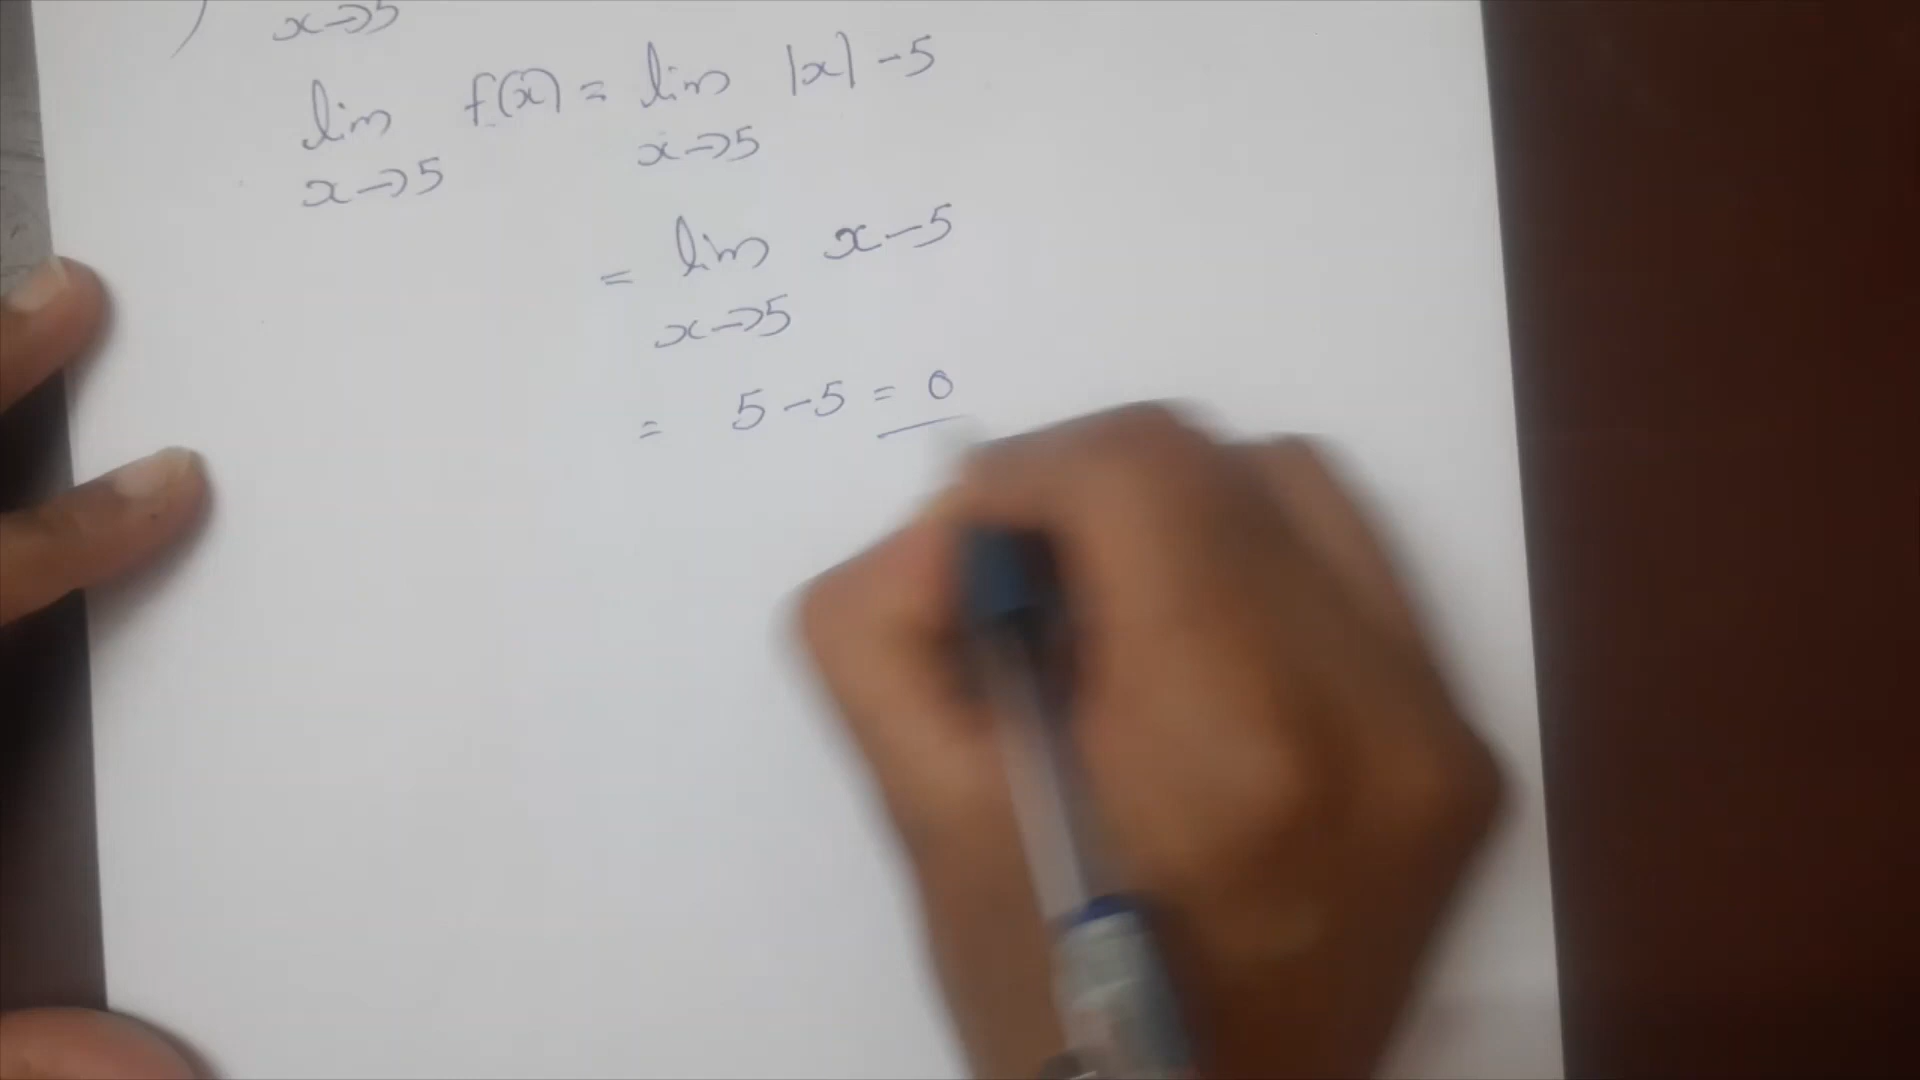 ) x→5
lim f(x) = lim |x| -5
x→5 x→5
= lim x-5
x→5
= 5-5 = 0